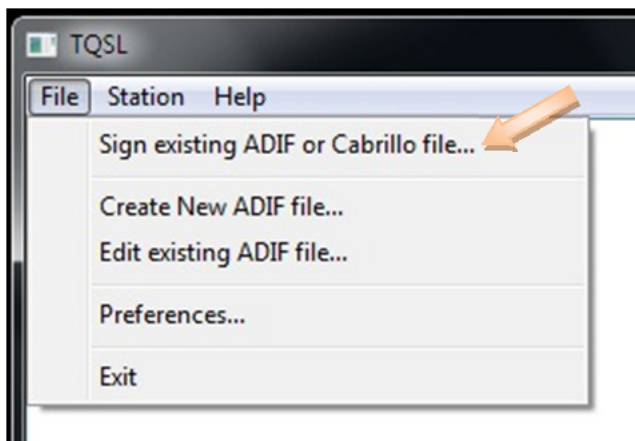 TQSL
File Station Help
Sign existing ADIF or Cabrillo file...
Create New ADIF file...
Edit existing ADIF file...
Preferences...
Exit